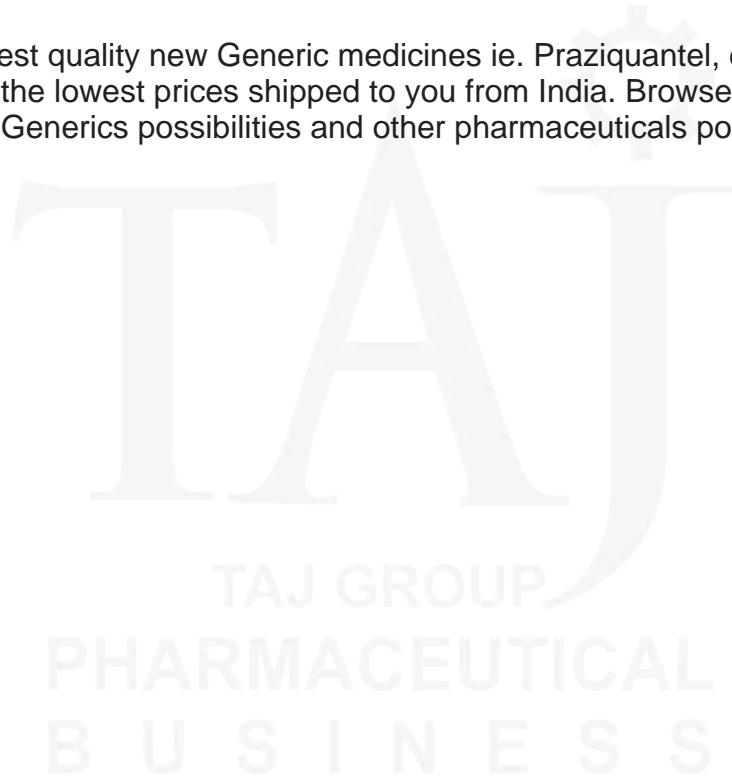 est quality new Generic medicines ie. Praziquantel,
the lowest prices shipped to you from India. Browse
Generics possibilities and other pharmaceuticals
TAJ
TAJ GROUP
PHARMACEUTICAL
BUSINESS